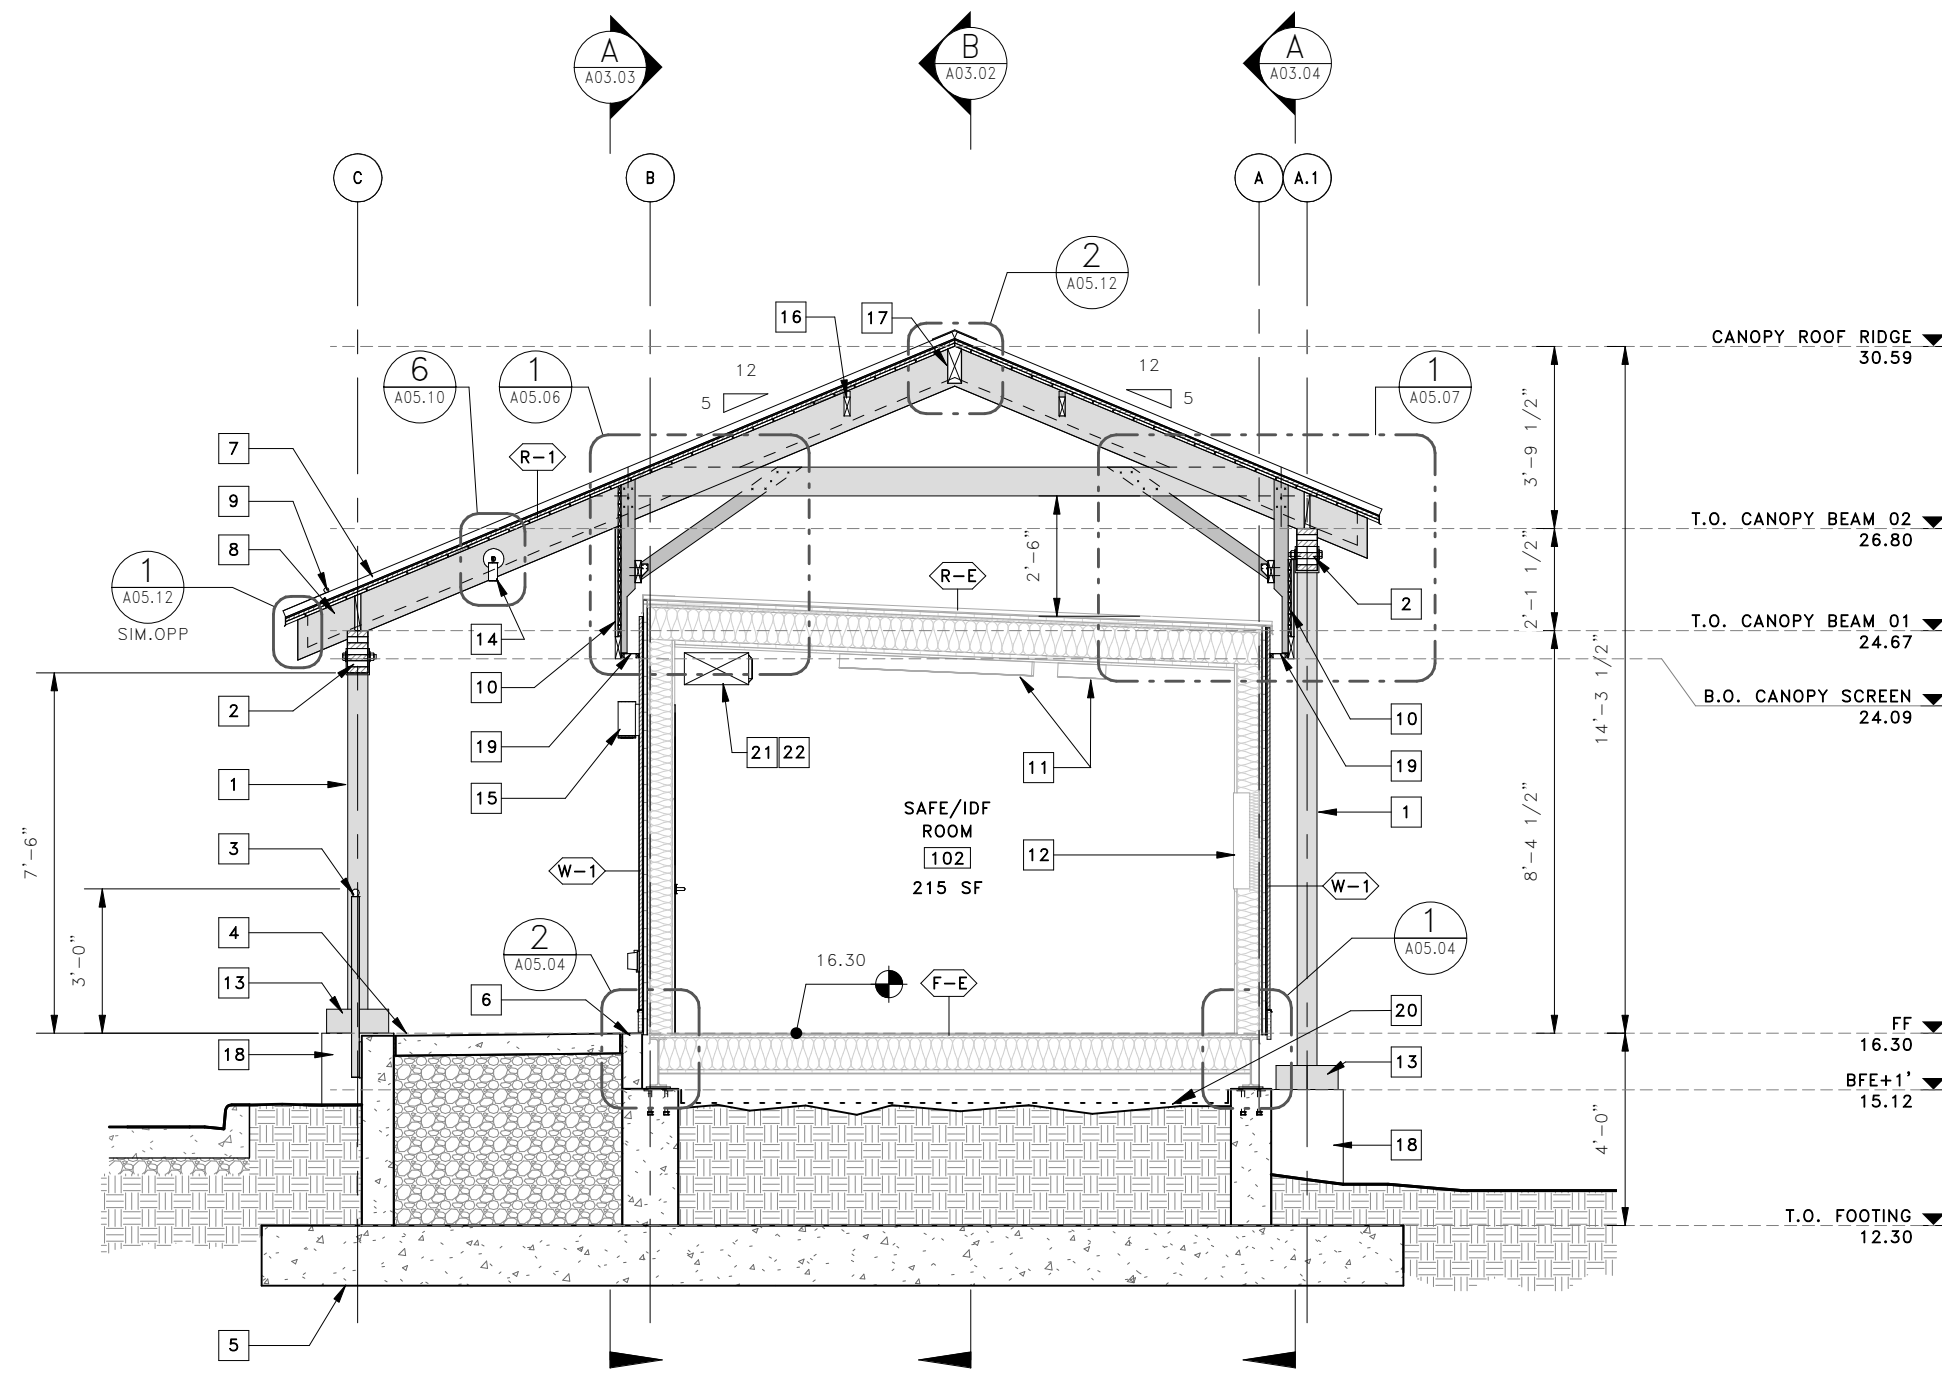 A
A03.03
B
A03.02
A
A03.04
C
B
A
A.1
2
A05.12
16
17
CANOPY ROOF RIDGE
30.59
6
A05.10
1
A05.06
12
5
12
5
1
A05.07
3'-9 1/2"
7
R-1
9
8
T.O. CANOPY BEAM 02
26.80
1
A05.12
SIM.OPP
2'-6"
R-E
2
2'-1 1/2"
14
T.O. CANOPY BEAM 01
24.67
10
2
B.O. CANOPY SCREEN
24.09
10
14'-3 1/2"
19
21
22
11
19
1
15
SAFE/IDF
ROOM
102
215 SF
1
7'-6"
3
12
8'-4 1/2"
W-1
W-1
4
3'-0"
2
A05.04
1
A05.04
16.30
13
6
F-E
20
FF
16.30
18
13
BFE+1'
15.12
18
4'-0"
T.O. FOOTING
12.30
5